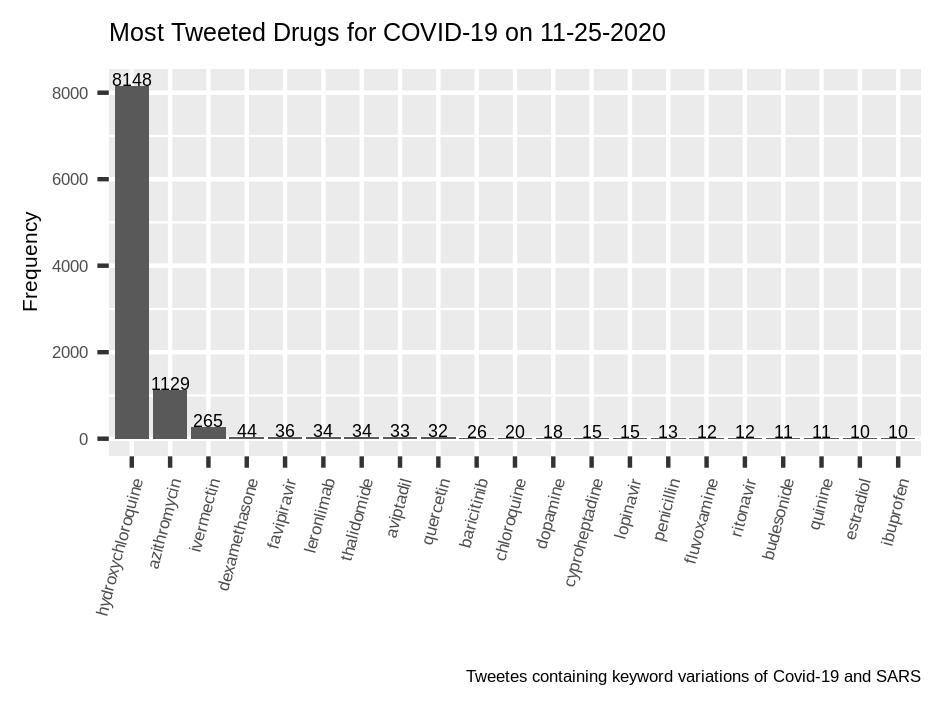 Most Tweeted Drugs for COVID-19 on 11-25-2020
Frequency
8000
6000
4000
2000
0
8148
1129
265
44
36
34
34
33
32
26
20
18
15
15
13
12
12
11
11
10
10
hydroxychloroquine
azithromycin
ivermectin
dexamethasone
favipiravir
leronlimab
thalidomide
aviptadil
quercetin
baricitinib
chloroquine
dopamine
cyproheptadine
lopinavir
penicillin
fluvoxamine
ritonavir
budesonide
quinine
estradiol
ibuprofen
Tweetes containing keyword variations of Covid-19 and SARS